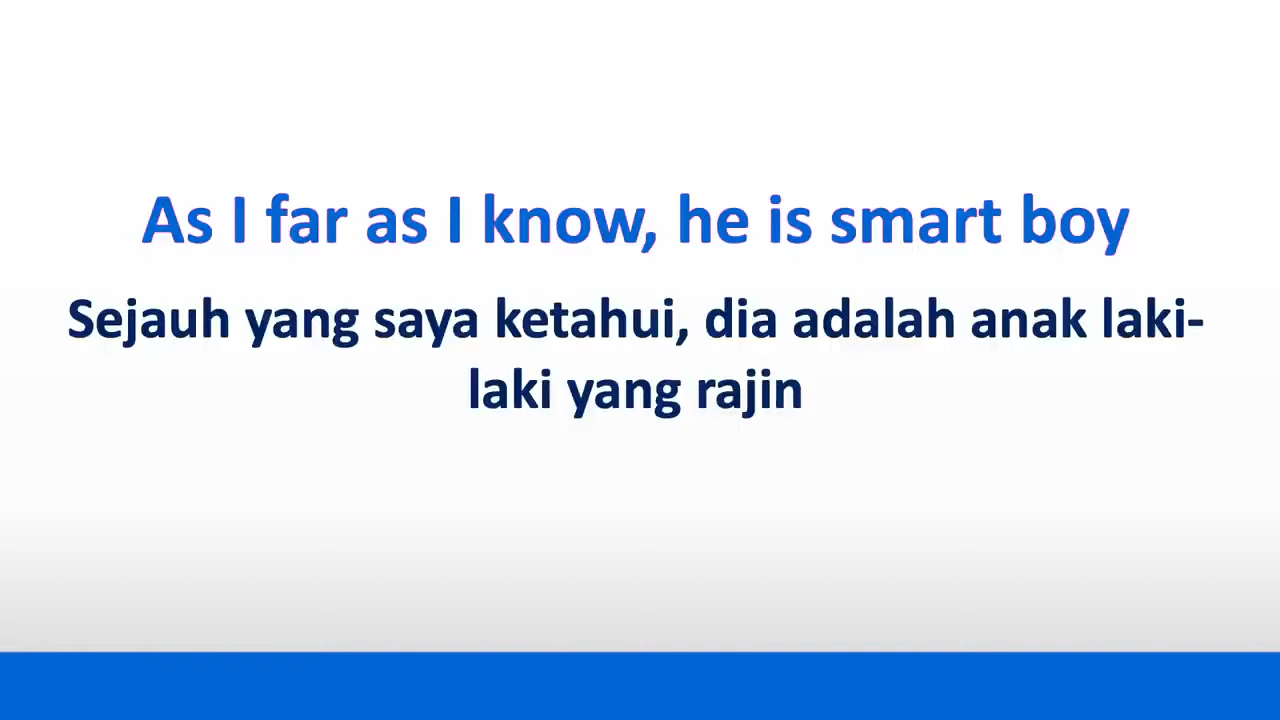 As I far as I know, he is smart boy
Sejauh yang saya ketahui, dia adalah anak laki-
laki yang rajin